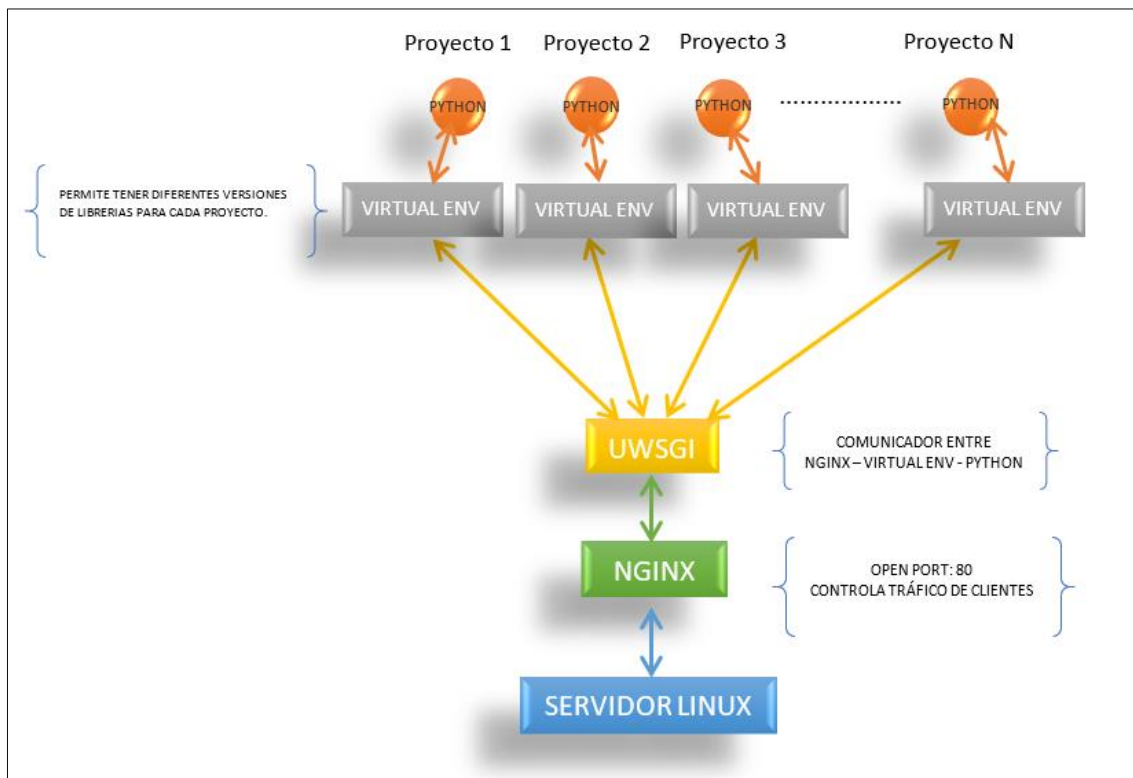 Proyecto 1
Proyecto 2
Proyecto 3
Proyecto N
PYTHON
PYTHON
PYTHON
PYTHON
PERMITE TENER DIFERENTES VERSIONES
DE LIBRERIAS PARA CADA PROYECTO.
VIRTUAL ENV
VIRTUAL ENV
VIRTUAL ENV
VIRTUAL ENV
UWSGI
COMUNICADOR ENTRE
NGINX – VIRTUAL ENV - PYTHON
NGINX
OPEN PORT: 80
CONTROLA TRÁFICO DE CLIENTES
SERVIDOR LINUX